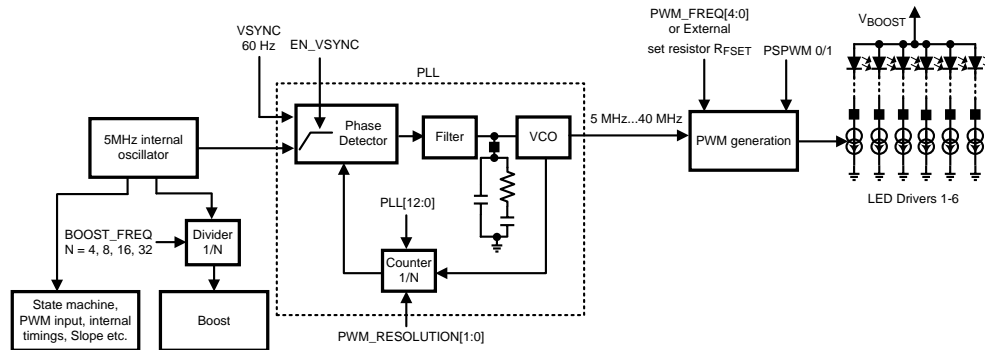 VSYNC
60 Hz
EN_VSYNC
PLL
PWM_FREQ[4:0]
or External
set resistor RFSET
PSPWM 0/1
VBOOST
5MHz internal
oscillator
Phase
Detector
Filter
VCO
5 MHz...40 MHz
PWM generation
LED Drivers 1-6
BOOST_FREQ
N = 4, 8, 16, 32
Divider
1/N
PLL[12:0]
Counter
1/N
PWM_RESOLUTION[1:0]
State machine,
PWM input, internal
timings, Slope etc.
Boost